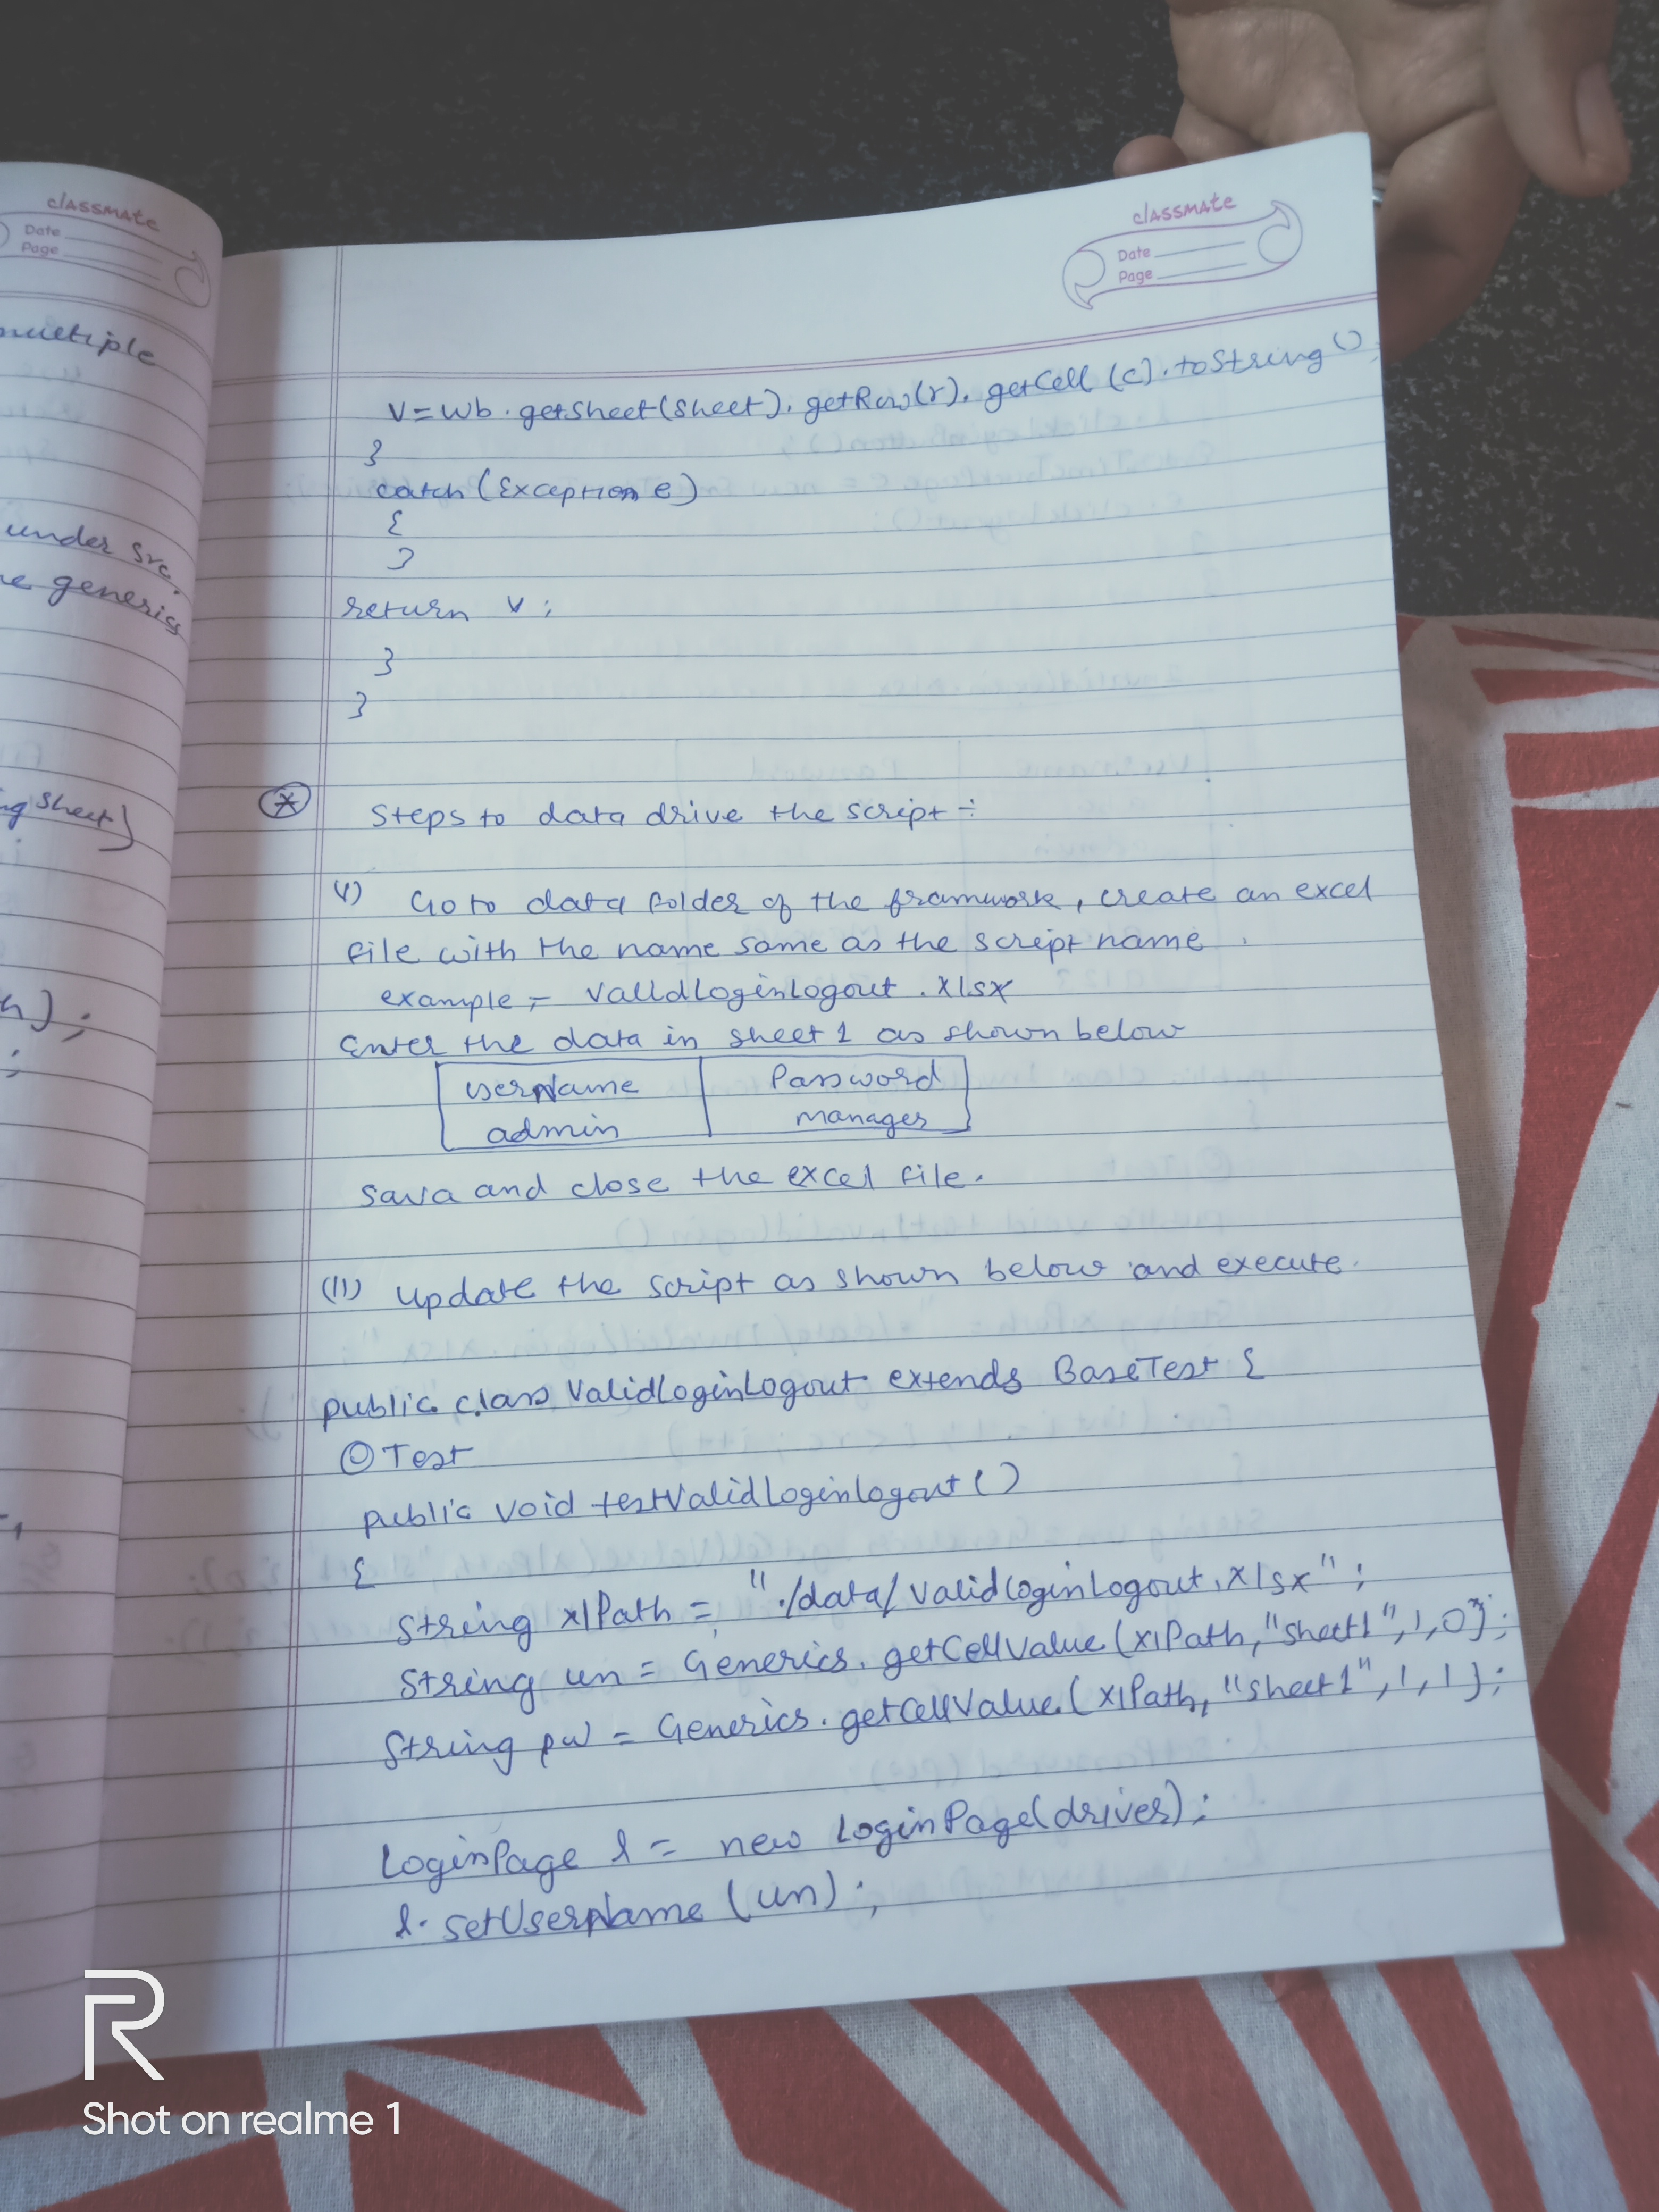 classmate
Date
Page
multiple
under src.
generics
sheet)
;
;
classmate
Date
Page
v=wb.getsheet(sheet).getRow(r).getCell(c).toString()
}
catch(Exception e)
{
}
return v;
}
}
* Steps to data drive the script÷
(I) Go to data folder of the framwork, create an excel
file with the name same as the script name.
example,- ValidLoginLogout.xlsx
Enter the data in sheet 1 as shown below
UserName Password
admin manager
Sava and close the excel file.
(II) Update the script as shown below and execute.
public class ValidLoginLogout extends BaseTest {
@Test
public void testValidLoginLogout()
{
String xlPath = "./data/ValidLoginLogout.xlsx";
String un = Generics.getCellValue(xlPath,"sheet1",1,0);
String pw = Generics.getCellValue(xlPath,"sheet1",1,1);
LoginPage l = new LoginPage(driver);
l.setUserName(un);
R
Shot on realme 1